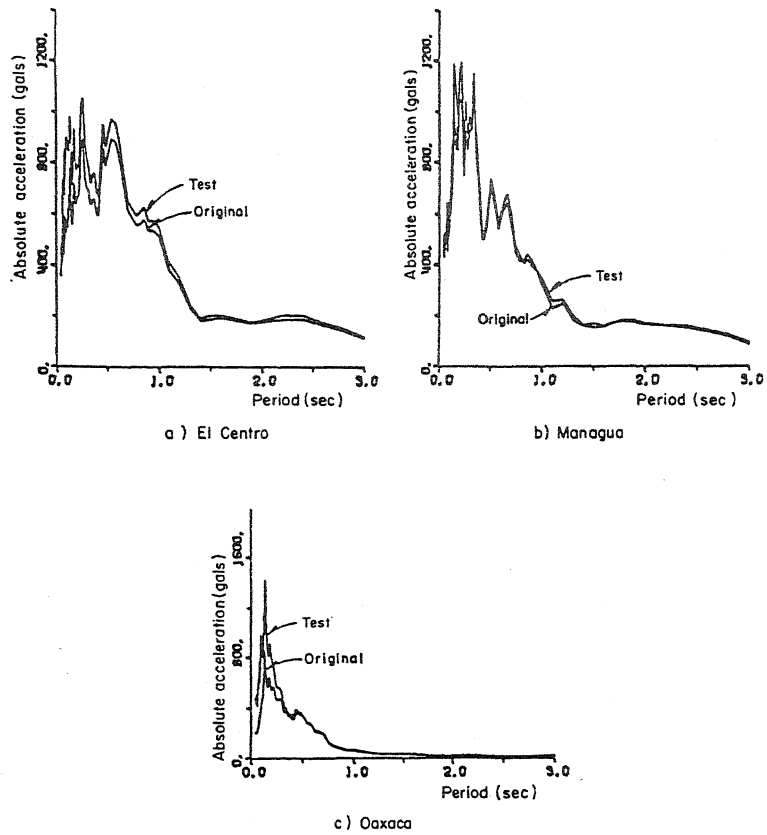 Absolute acceleration (gals)
1200.
800.
400.
0.
Test
Original
0.0 1.0 2.0 3.0
Period (sec)
a ) El Centro
Absolute acceleration (gals)
1200.
800.
400.
0.
Test
Original
0.0 1.0 2.0 3.0
Period (sec)
b ) Managua
Absolute acceleration (gals)
1600.
800.
0.
Test
Original
0.0 1.0 2.0 3.0
Period (sec)
c ) Oaxaca